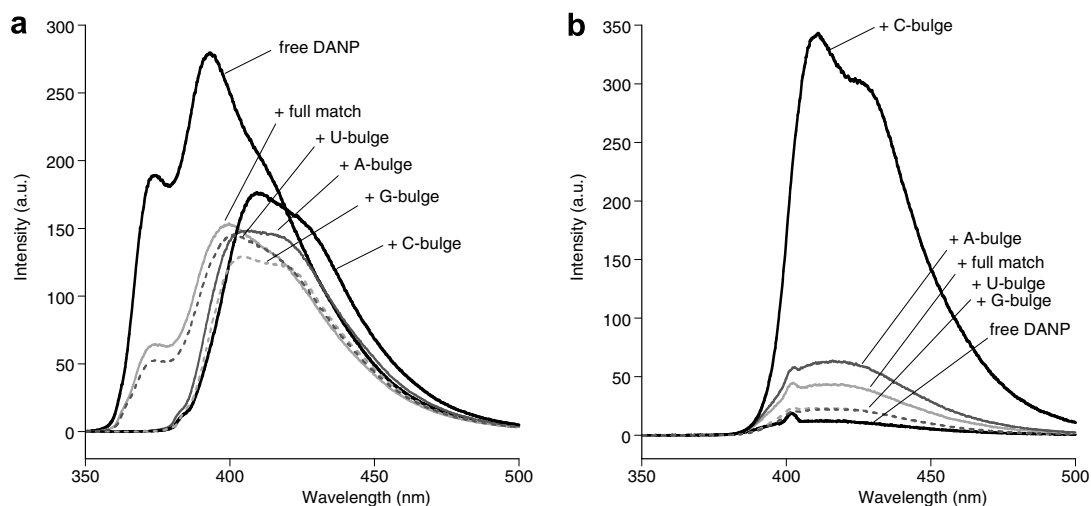 a
300
250
200
150
100
50
0
Intensity (a.u.)
free DANP
+ full match
+ U-bulge
+ A-bulge
+ G-bulge
+ C-bulge
350
400
450
500
Wavelength (nm)
b
350
300
250
200
150
100
50
0
Intensity (a.u.)
+ C-bulge
+ A-bulge
+ full match
+ U-bulge
+ G-bulge
free DANP
350
400
450
500
Wavelength (nm)